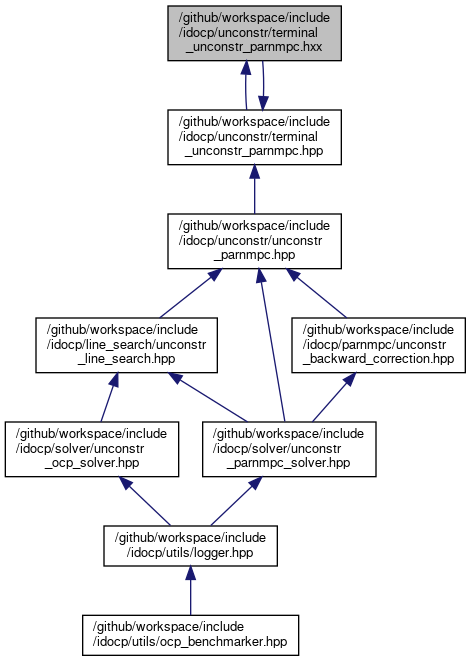 /github/workspace/include
/idocp/unconstr/terminal
_unconstr_parnmpc.hxx
/github/workspace/include
/idocp/unconstr/terminal
_unconstr_parnmpc.hpp
/github/workspace/include
/idocp/unconstr/unconstr
_parnmpc.hpp
/github/workspace/include
/idocp/line_search/unconstr
_line_search.hpp
/github/workspace/include
/idocp/parnmpc/unconstr
_backward_correction.hpp
/github/workspace/include
/idocp/solver/unconstr
_ocp_solver.hpp
/github/workspace/include
/idocp/solver/unconstr
_parnmpc_solver.hpp
/github/workspace/include
/idocp/utils/logger.hpp
/github/workspace/include
/idocp/utils/ocp_benchmarker.hpp